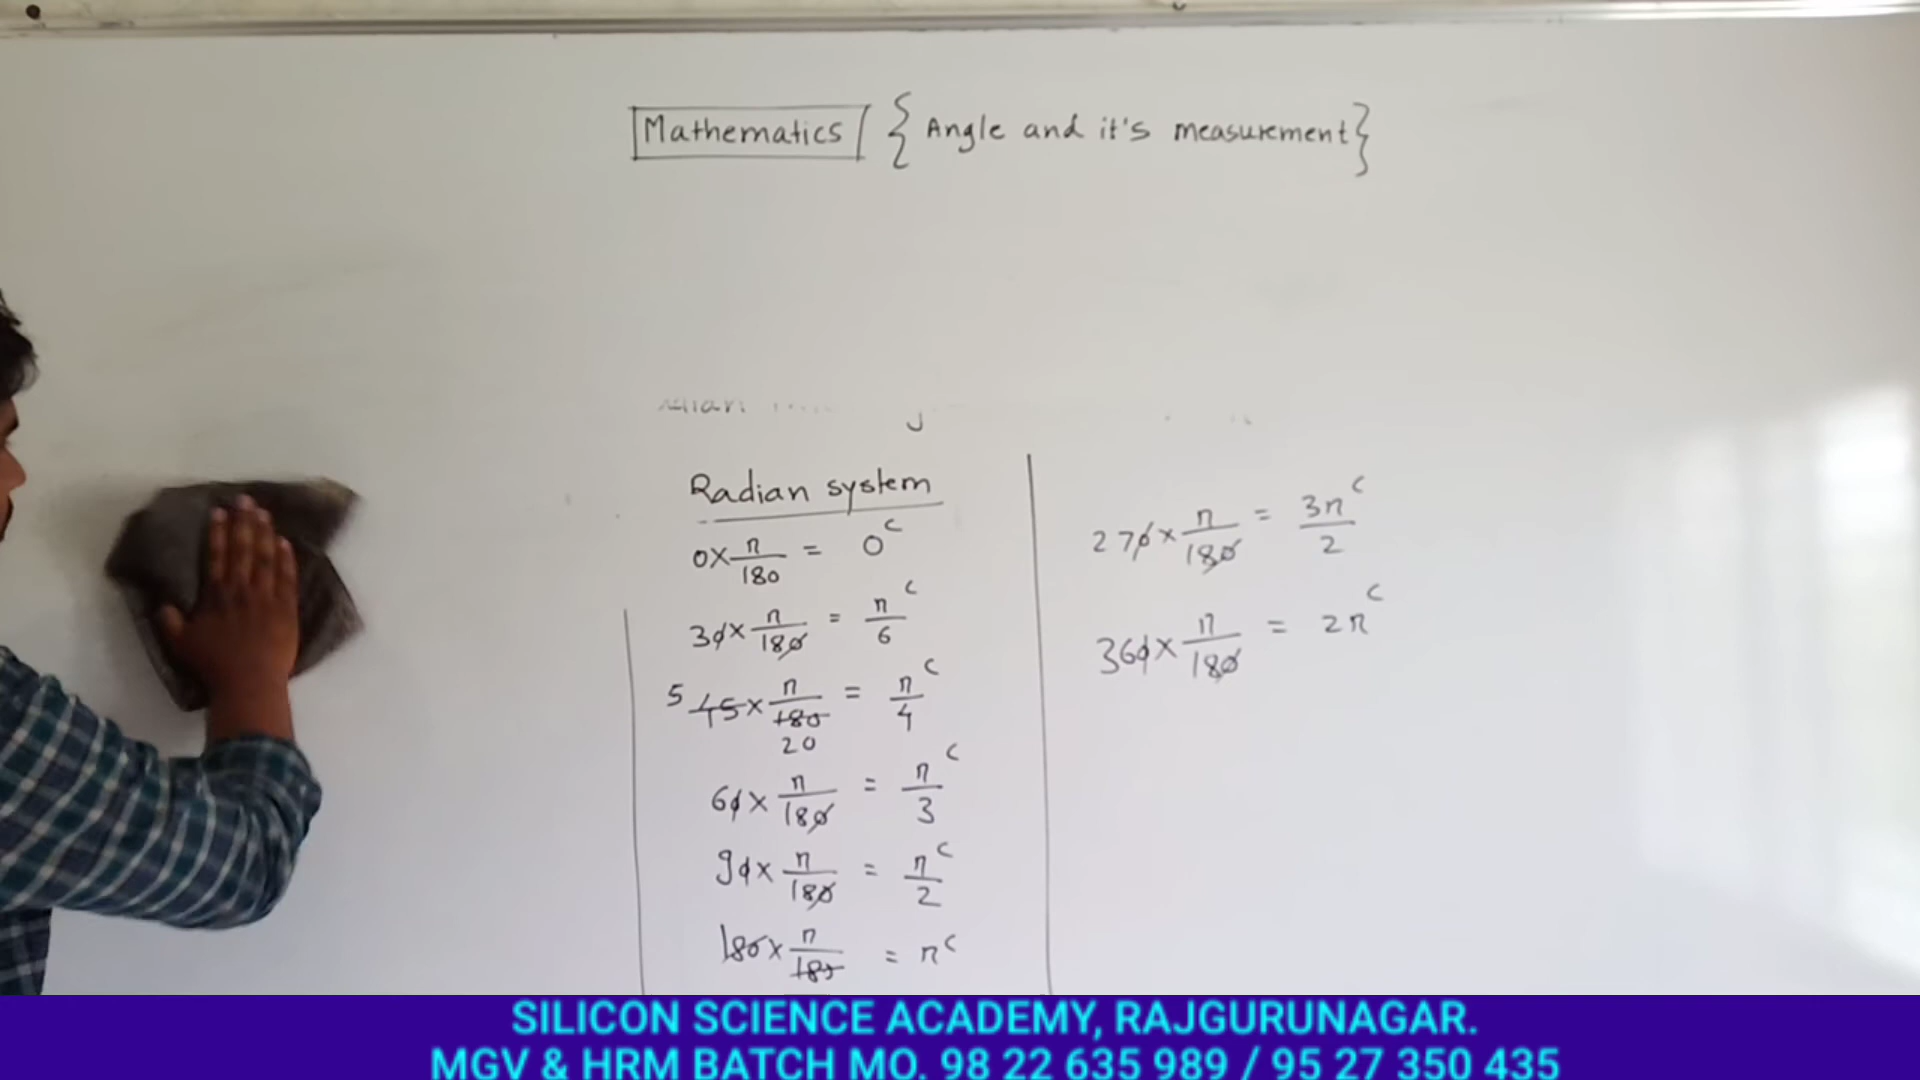 Mathematics { Angle and it's measurement}
Radian system
0 × π/180 = 0^c
30 × π/180 = π/6^c
5 45 × π/180 = π/4^c
20
60 × π/180 = π/3^c
90 × π/180 = π/2^c
180 × π/180 = π^c
270 × π/180 = 3π/2^c
360 × π/180 = 2π^c
SILICON SCIENCE ACADEMY, RAJGURUNAGAR.
MGV & HRM BATCH MO. 98 22 635 989 / 95 27 350 435